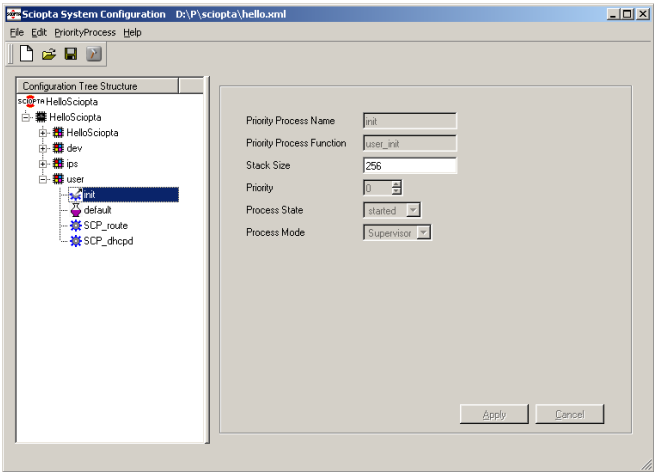 Sciopta System Configuration D:\P\sciopta\hello.xml
File Edit PriorityProcess Help
Configuration Tree Structure
SCIOPTA HelloSciopta
HelloSciopta
HelloSciopta
dev
ips
user
init
default
SCP_route
SCP_dhcpd
Priority Process Name init
Priority Process Function user_init
Stack Size 256
Priority 0
Process State started
Process Mode Supervisor
Apply Cancel